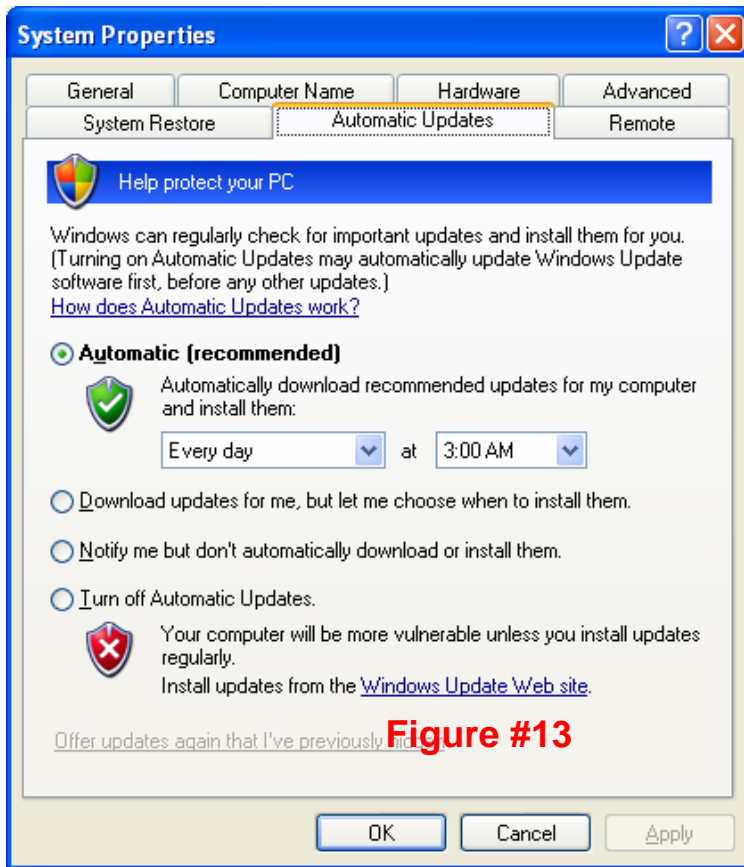 System Properties
General Computer Name Hardware Advanced
System Restore Automatic Updates Remote
Help protect your PC
Windows can regularly check for important updates and install them for you.
(Turning on Automatic Updates may automatically update Windows Update
software first, before any other updates.)
How does Automatic Updates work?
Automatic (recommended)
Automatically download recommended updates for my computer
and install them:
Every day at 3:00 AM
Download updates for me, but let me choose when to install them.
Notify me but don't automatically download or install them.
Turn off Automatic Updates.
Your computer will be more vulnerable unless you install updates
regularly.
Install updates from the Windows Update Web site.
Offer updates again that I've previously
Figure #13
OK Cancel Apply